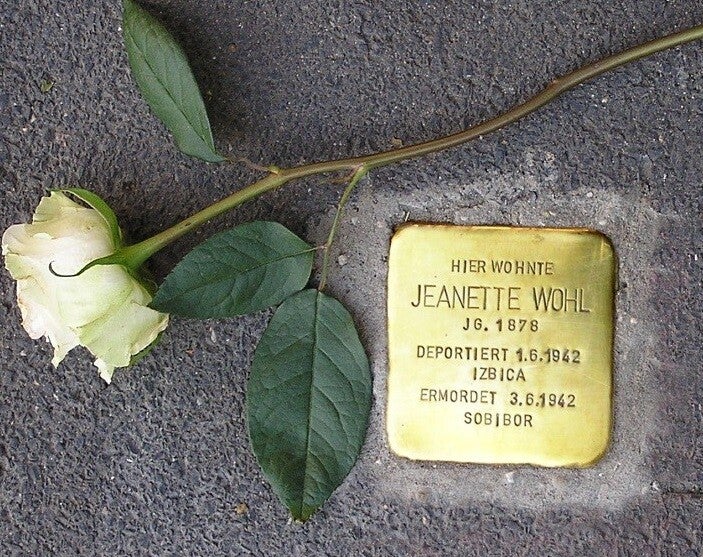 HIER WOHNTE
JEANETTE WOHL
JG. 1878
DEPORTIERT 1.6.1942
IZBICA
ERMORDET 3.6.1942
SOBIBOR